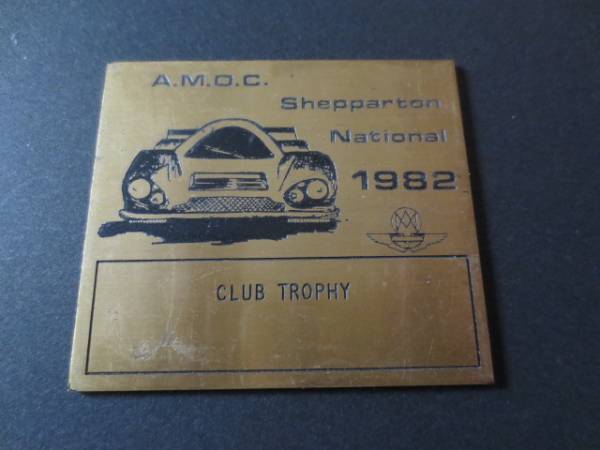 A.M.O.C.
Shepparton
National
1982
CLUB TROPHY